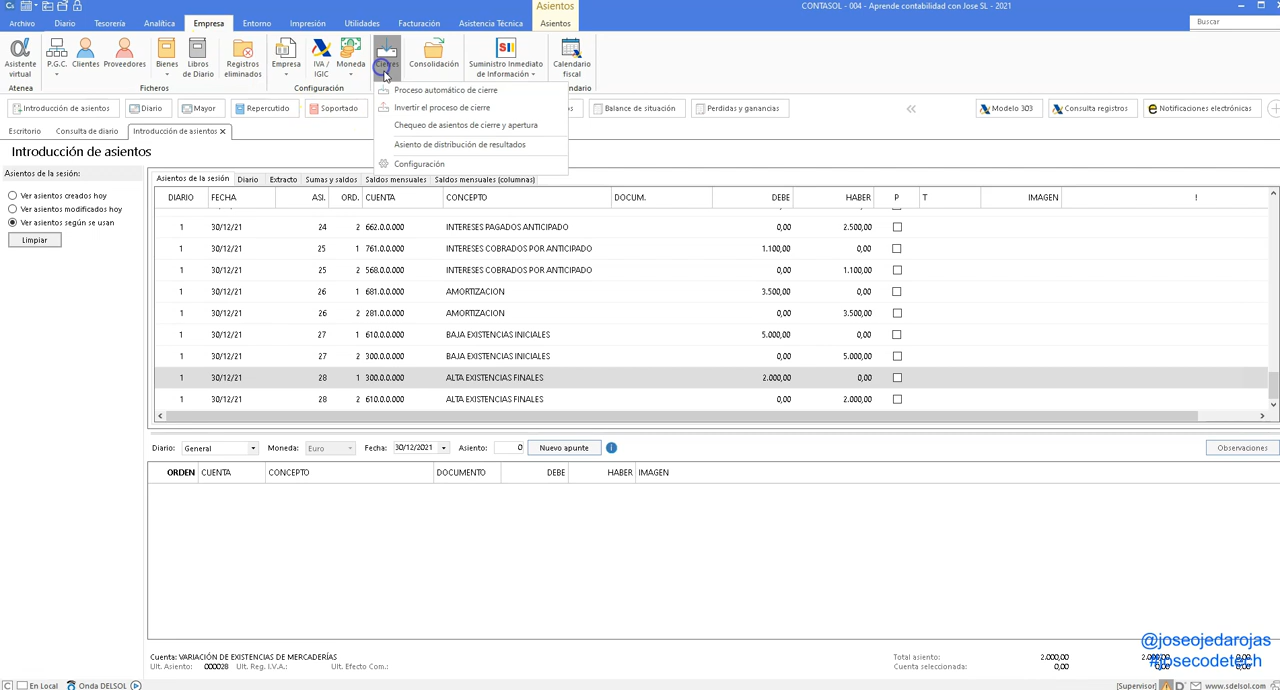 Asientos
CONTASOL - 004 - Aprende contabilidad con Jose SL - 2021
Archivo Diario Tesorería Analítica Empresa Entorno Impresión Utilidades Facturación Asistencia Técnica Asientos
Buscar
Asistente virtual P.G.C. Clientes Proveedores Bienes Libros de Diario Registros eliminados Empresa IVA / IGIC Moneda Cierres Consolidación Suministro Inmediato de Información Calendario fiscal
Atenea Ficheros Configuración
Introducción de asientos Diario Mayor Repercutido Soportado Balance de situación Perdidas y ganancias Modelo 303 Consulta registros Notificaciones electrónicas
Proceso automático de cierre
Invertir el proceso de cierre
Chequeo de asientos de cierre y apertura
Asiento de distribución de resultados
Configuración
Escritorio Consulta de diario Introducción de asientos
Introducción de asientos
Asientos de la sesión:
Ver asientos creados hoy
Ver asientos modificados hoy
Ver asientos según se usan
Limpiar
Asientos de la sesión Diario Extracto Sumas y saldos Saldos mensuales Saldos mensuales (columnas)
DIARIO FECHA ASI. ORD. CUENTA CONCEPTO DOCUM. DEBE HABER P T IMAGEN !
1 30/12/21 24 2 662.0.0.000 INTERESES PAGADOS ANTICIPADO 0,00 2.500,00
1 30/12/21 25 1 761.0.0.000 INTERESES COBRADOS POR ANTICIPADO 1.100,00 0,00
1 30/12/21 25 2 568.0.0.000 INTERESES COBRADOS POR ANTICIPADO 0,00 1.100,00
1 30/12/21 26 1 681.0.0.000 AMORTIZACION 3.500,00 0,00
1 30/12/21 26 2 281.0.0.000 AMORTIZACION 0,00 3.500,00
1 30/12/21 27 1 610.0.0.000 BAJA EXISTENCIAS INICIALES 5.000,00 0,00
1 30/12/21 27 2 300.0.0.000 BAJA EXISTENCIAS INICIALES 0,00 5.000,00
1 30/12/21 28 1 300.0.0.000 ALTA EXISTENCIAS FINALES 2.000,00 0,00
1 30/12/21 28 2 610.0.0.000 ALTA EXISTENCIAS FINALES 0,00 2.000,00
Diario: General Moneda: Euro Fecha: 30/12/2021 Asiento: 0 Nuevo apunte Observaciones
ORDEN CUENTA CONCEPTO DOCUMENTO DEBE HABER IMAGEN
Cuenta: VARIACIÓN DE EXISTENCIAS DE MERCADERÍAS Total asiento: 2.000,00
Ult. Asiento: 000028 Ult. Reg. I.V.A.: Ult. Efecto Com.: Cuenta seleccionada: 0,00
@joseojedarojas
#josecodetech
En Local Onda DELSOL [Supervisor] www.sdelsol.com